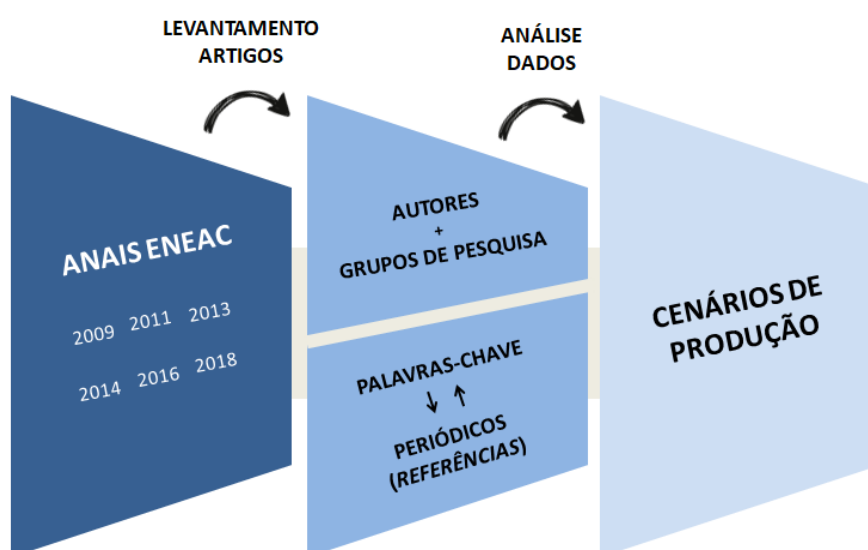 LEVANTAMENTO
ARTIGOS
ANÁLISE
DADOS
ANAIS ENEAC
2009 2011 2013
2014 2016 2018
AUTORES
+
GRUPOS DE PESQUISA
PALAVRAS-CHAVE
↓ ↑
PERIÓDICOS
(REFERÊNCIAS)
CENÁRIOS DE
PRODUÇÃO